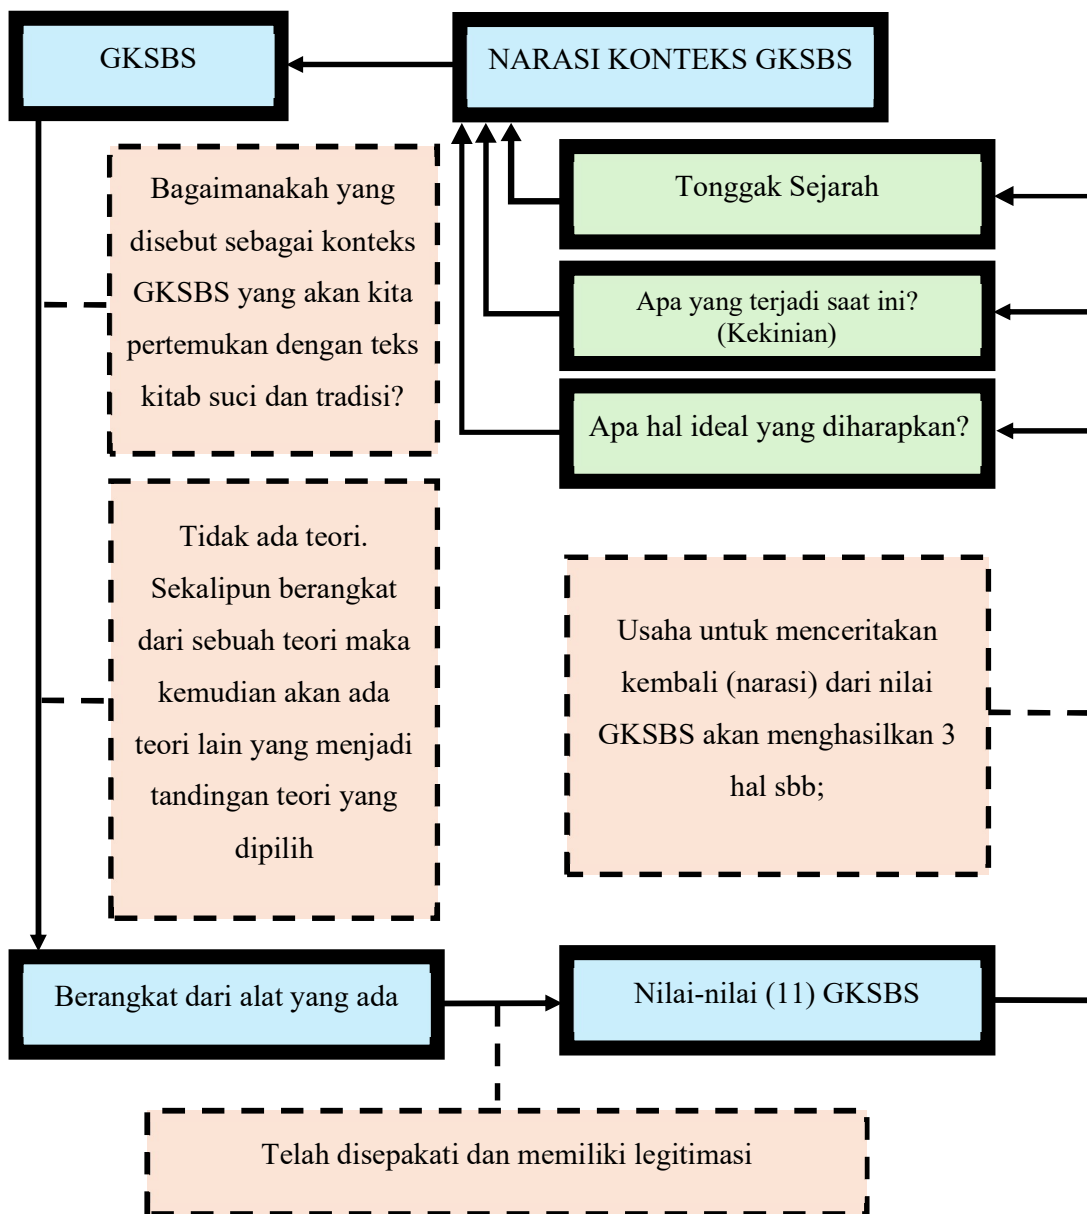 GKSBS
NARASI KONTEKS GKSBS
Tonggak Sejarah
Bagaimanakah yang
disebut sebagai konteks
GKSBS yang akan kita
pertemukan dengan teks
kitab suci dan tradisi?
Apa yang terjadi saat ini?
(Kekinian)
Apa hal ideal yang diharapkan?
Tidak ada teori.
Sekalipun berangkat
dari sebuah teori maka
kemudian akan ada
teori lain yang menjadi
tandingan teori yang
dipilih
Usaha untuk menceritakan
kembali (narasi) dari nilai
GKSBS akan menghasilkan 3
hal sbb;
Berangkat dari alat yang ada
Nilai-nilai (11) GKSBS
Telah disepakati dan memiliki legitimasi